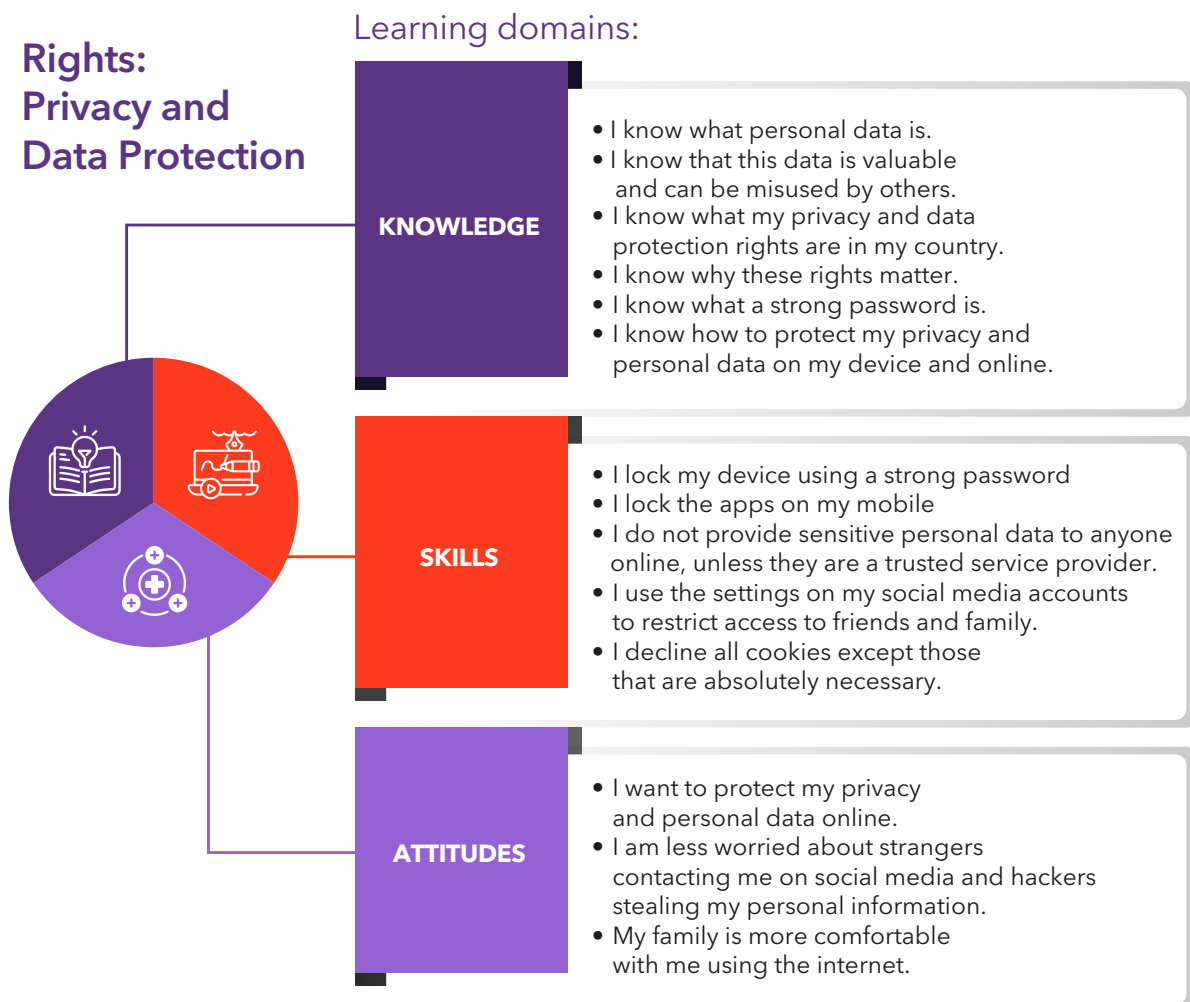 Rights:
Privacy and
Data Protection
Learning domains:
KNOWLEDGE
• I know what personal data is.
• I know that this data is valuable
and can be misused by others.
• I know what my privacy and data
protection rights are in my country.
• I know why these rights matter.
• I know what a strong password is.
• I know how to protect my privacy and
personal data on my device and online.
SKILLS
• I lock my device using a strong password
• I lock the apps on my mobile
• I do not provide sensitive personal data to anyone
online, unless they are a trusted service provider.
• I use the settings on my social media accounts
to restrict access to friends and family.
• I decline all cookies except those
that are absolutely necessary.
ATTITUDES
• I want to protect my privacy
and personal data online.
• I am less worried about strangers
contacting me on social media and hackers
stealing my personal information.
• My family is more comfortable
with me using the internet.